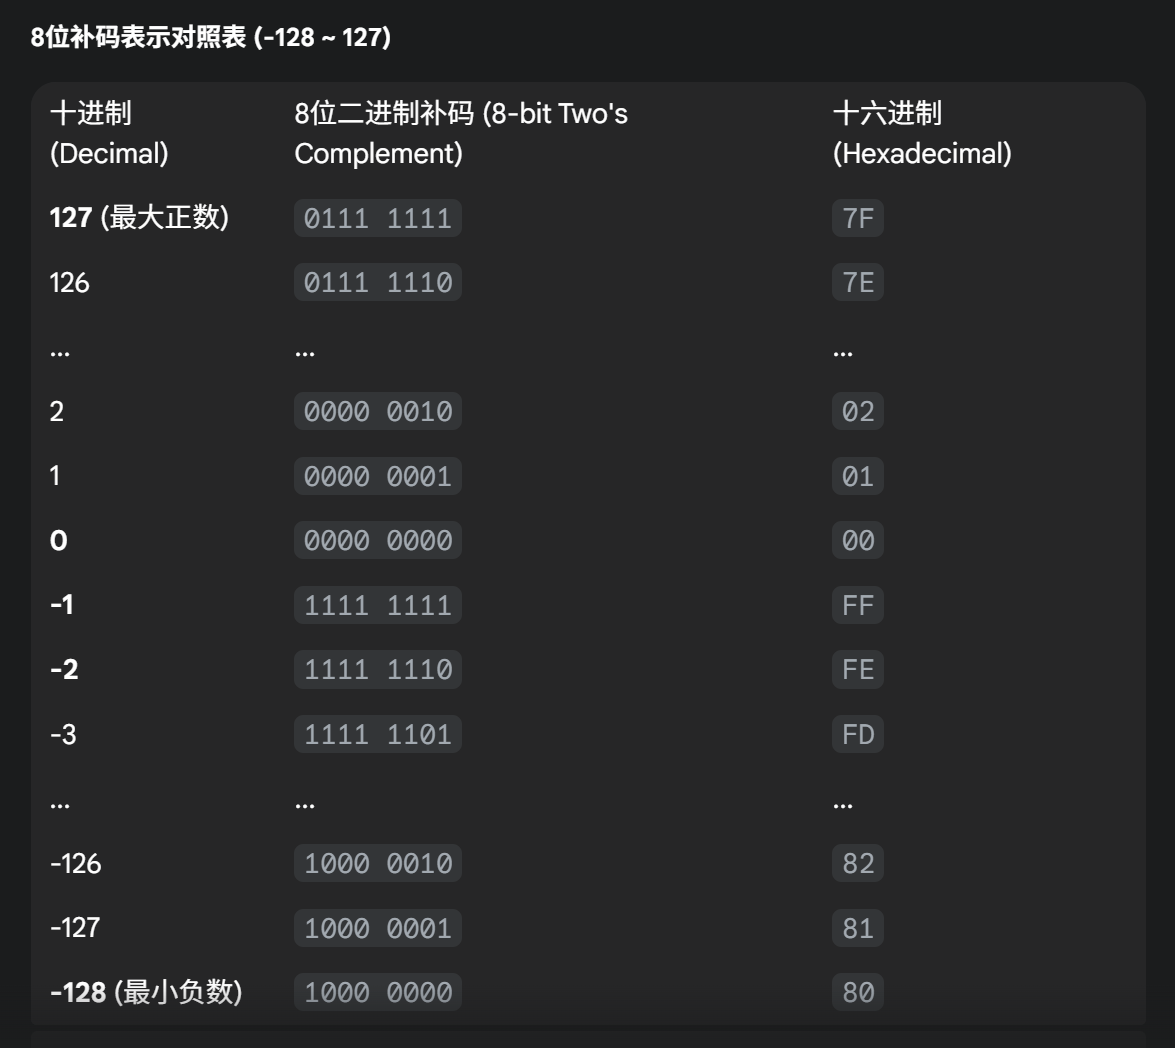 8位补码表示对照表 (-128 ~ 127)
十进制 (Decimal) 8位二进制补码 (8-bit Two's Complement) 十六进制 (Hexadecimal)
127 (最大正数) 0111 1111 7F
126 0111 1110 7E
... ... ...
2 0000 0010 02
1 0000 0001 01
0 0000 0000 00
-1 1111 1111 FF
-2 1111 1110 FE
-3 1111 1101 FD
... ... ...
-126 1000 0010 82
-127 1000 0001 81
-128 (最小负数) 1000 0000 80